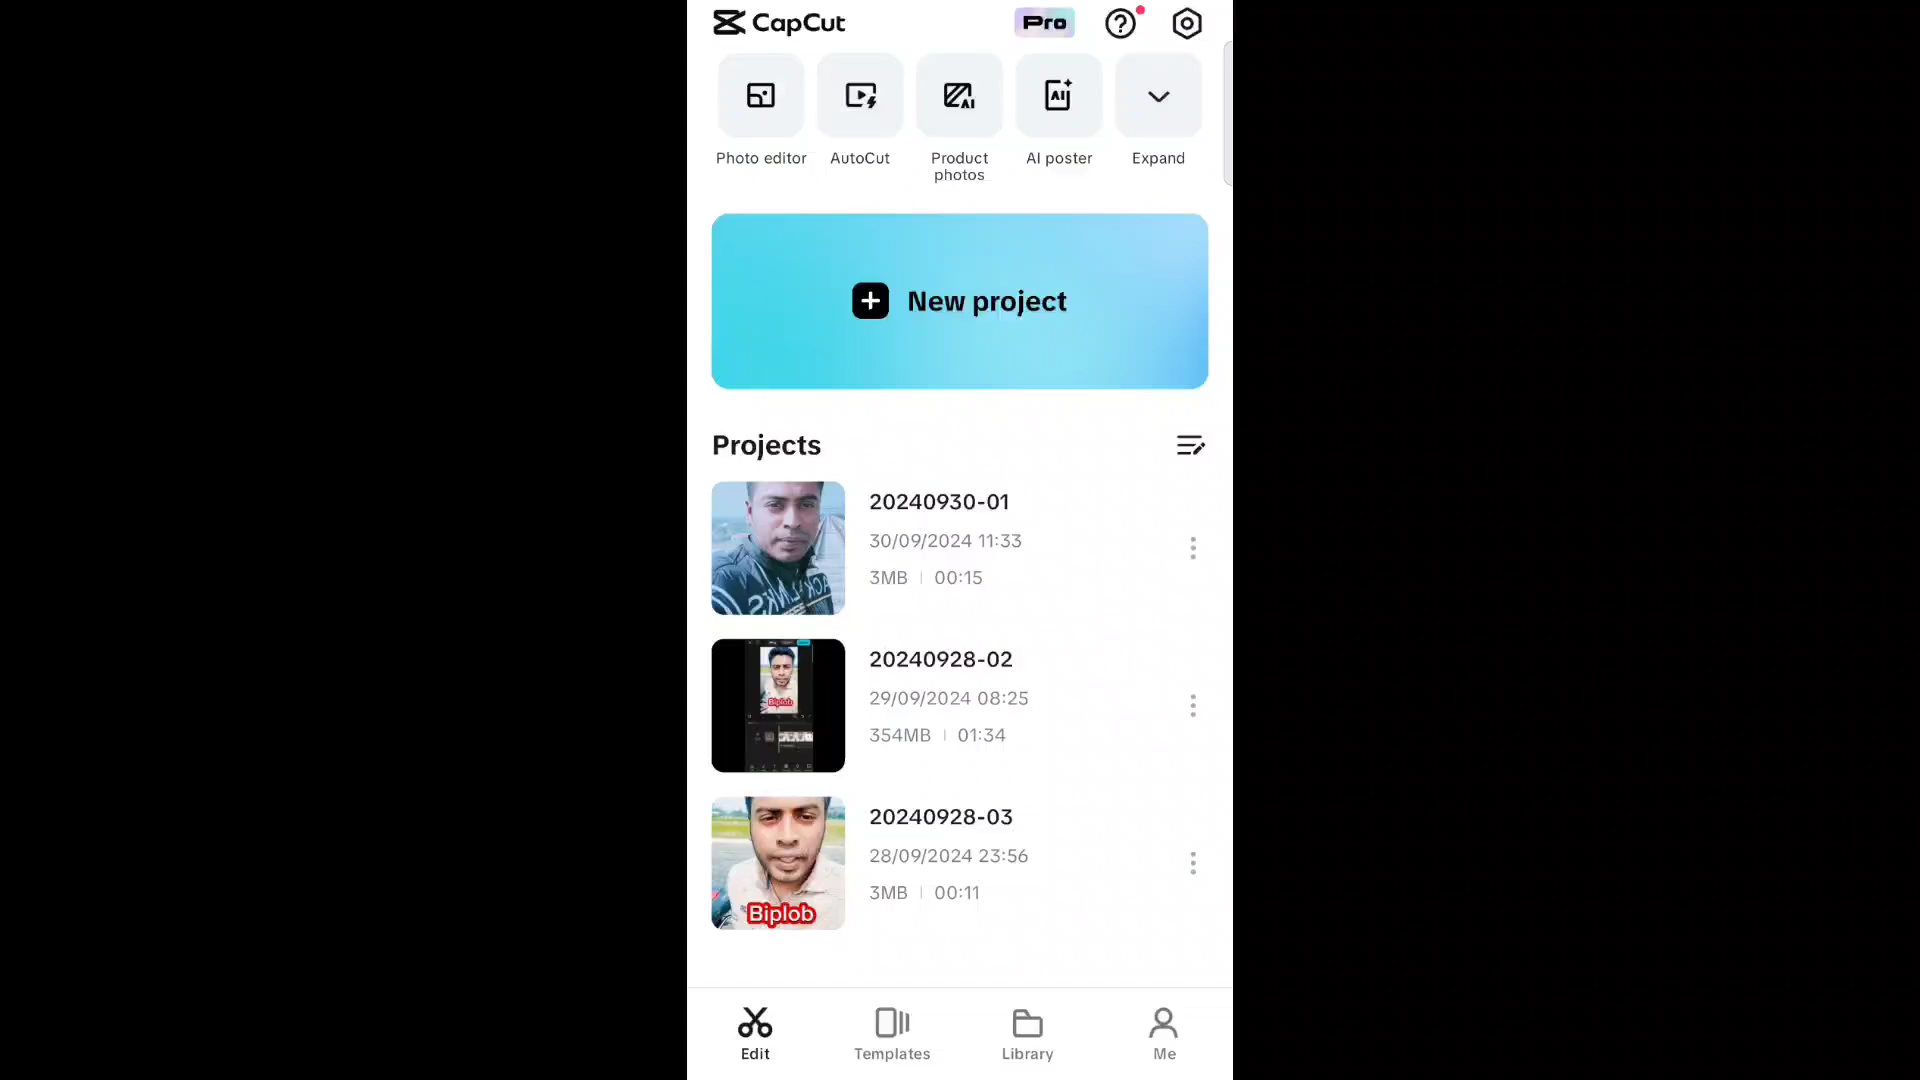 CapCut
Pro
Photo editor
AutoCut
Product
photos
AI poster
Expand
New project
Projects
20240930-01
30/09/2024 11:33
3MB | 00:15
20240928-02
29/09/2024 08:25
354MB | 01:34
Biplob
20240928-03
28/09/2024 23:56
3MB | 00:11
Biplob
Edit
Templates
Library
Me